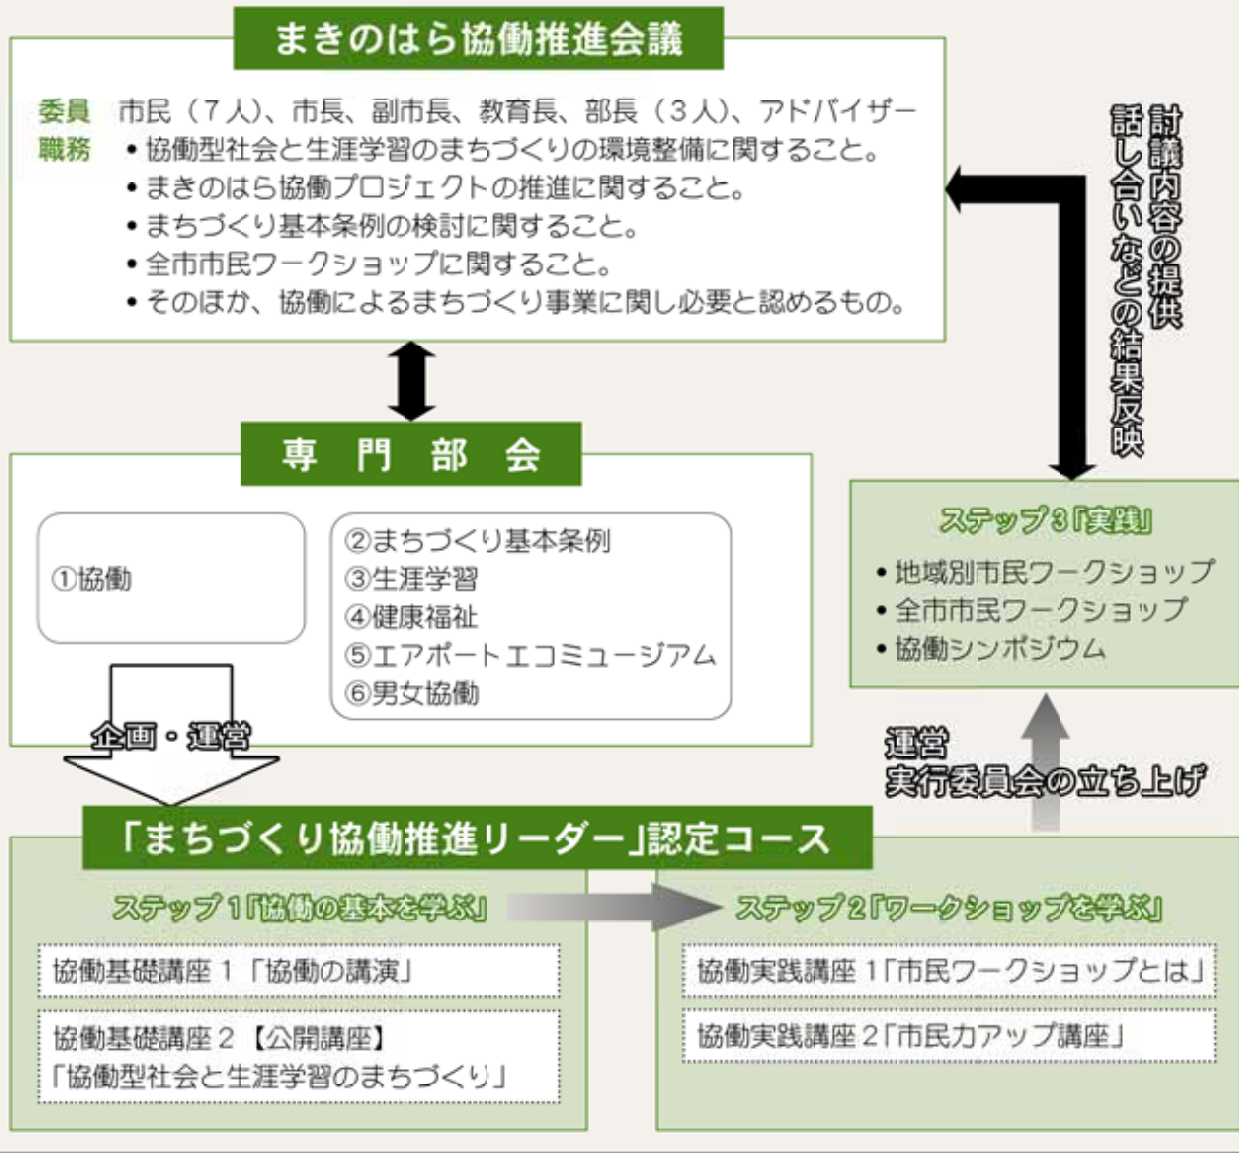 まきのはら協働推進会議
委員 市民（７人）、市長、副市長、教育長、部長（３人）、アドバイザー
職務 •協働型社会と生涯学習のまちづくりの環境整備に関すること。
•まきのはら協働プロジェクトの推進に関すること。
•まちづくり基本条例の検討に関すること。
•全市市民ワークショップに関すること。
•そのほか、協働によるまちづくり事業に関し必要と認めるもの。
討議内容の提供
話し合いなどの結果反映
専門部会
①協働
②まちづくり基本条例
③生涯学習
④健康福祉
⑤エアポートエコミュージアム
⑥男女協働
ステップ３「実践」
•地域別市民ワークショップ
•全市市民ワークショップ
•協働シンポジウム
企画・運営
運営
実行委員会の立ち上げ
「まちづくり協働推進リーダー」認定コース
ステップ１「協働の基本を学ぶ」
協働基礎講座１「協働の講演」
協働基礎講座２【公開講座】
「協働型社会と生涯学習のまちづくり」
ステップ２「ワークショップを学ぶ」
協働実践講座１「市民ワークショップとは」
協働実践講座２「市民力アップ講座」